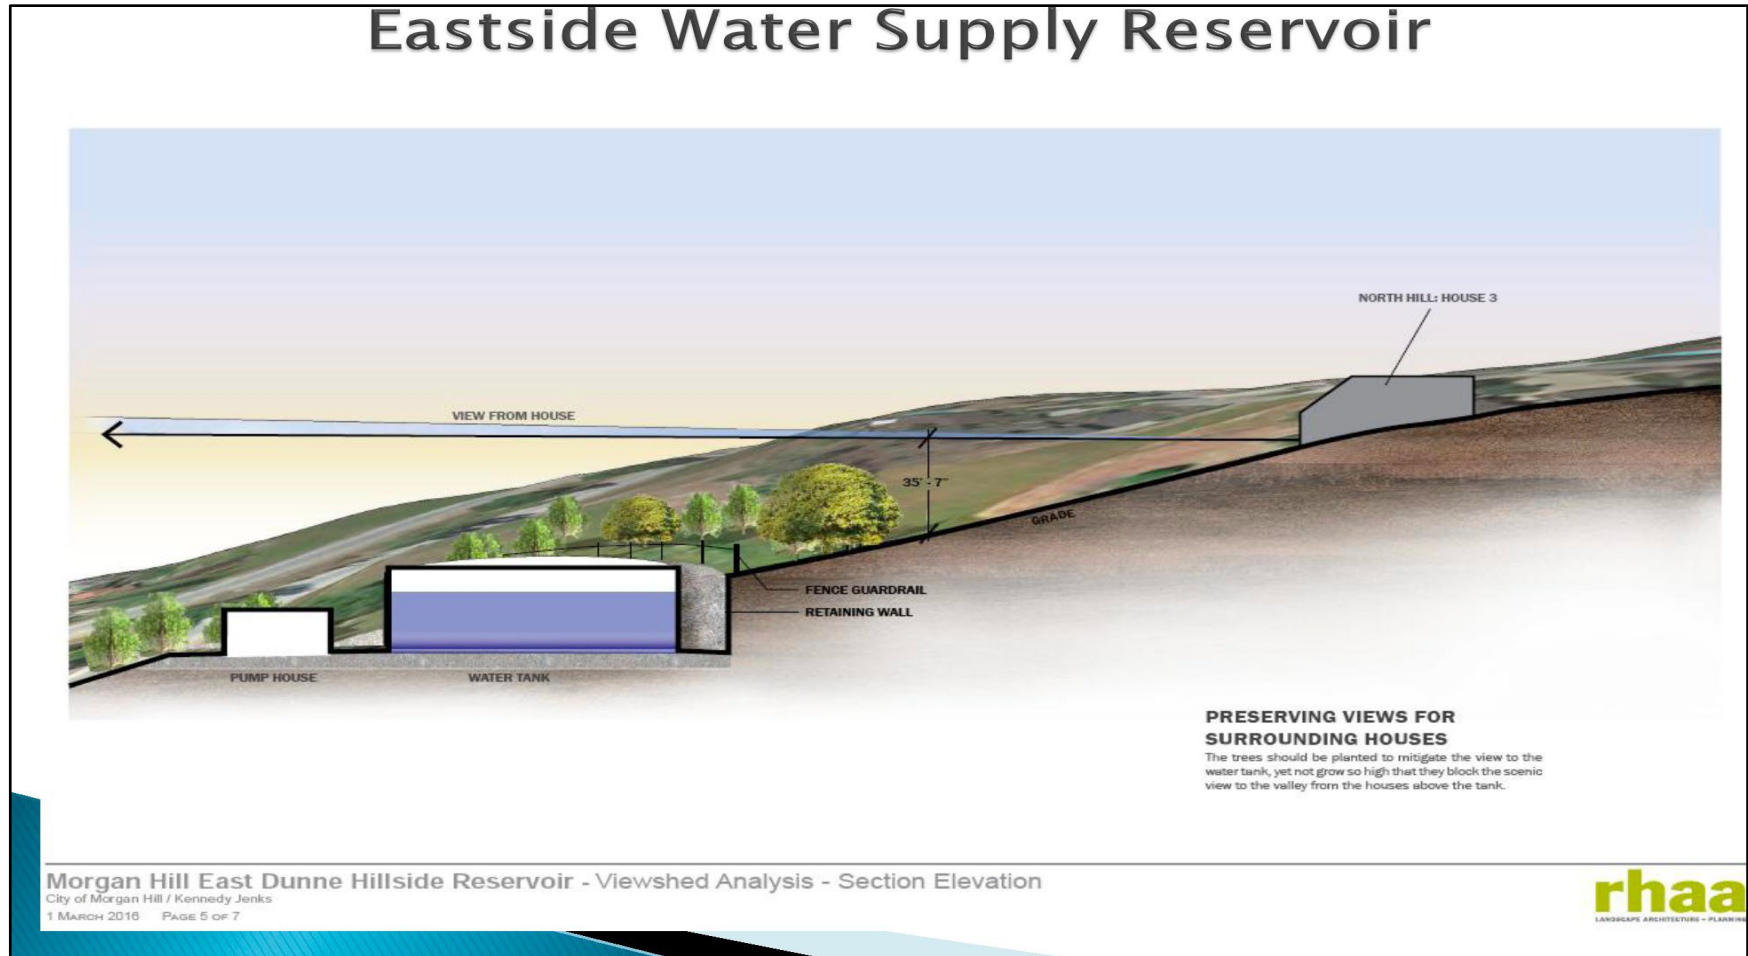 Eastside Water Supply Reservoir
NORTH HILL: HOUSE 3
VIEW FROM HOUSE
35' - 7"
GRADE
FENCE GUARDRAIL
RETAINING WALL
PUMP HOUSE
WATER TANK
PRESERVING VIEWS FOR
SURROUNDING HOUSES
The trees should be planted to mitigate the view to the
water tank, yet not grow so high that they block the scenic
view to the valley from the houses above the tank.
Morgan Hill East Dunne Hillside Reservoir - Viewshed Analysis - Section Elevation
City of Morgan Hill / Kennedy Jenks
1 MARCH 2016 PAGE 5 OF 7
rhaa
LANDSCAPE ARCHITECTURE + PLANNING